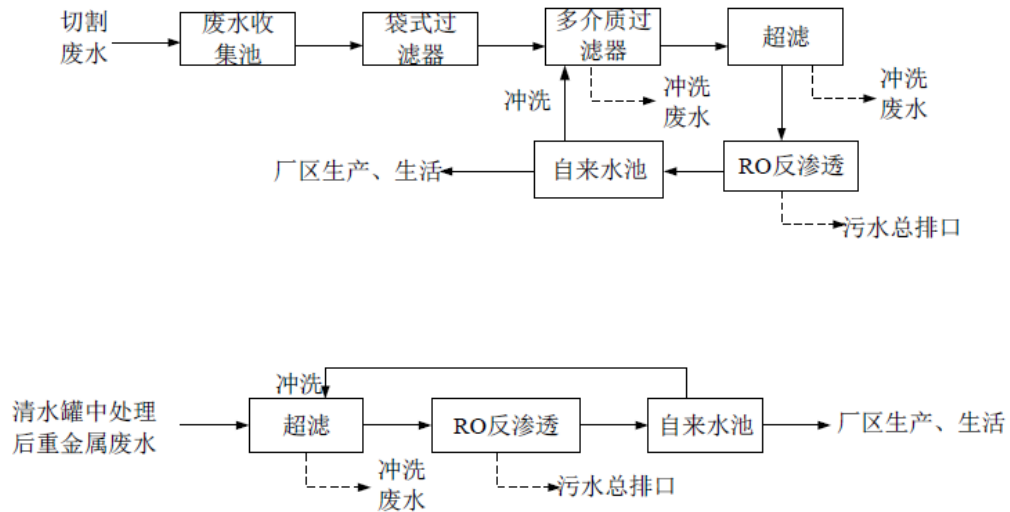 切割
废水
废水收
集池
袋式过
滤器
多介质过
滤器
超滤
冲洗
冲洗
废水
冲洗
废水
厂区生产、生活
自来水池
RO反渗透
污水总排口
冲洗
清水罐中处理
后重金属废水
超滤
RO反渗透
自来水池
厂区生产、生活
冲洗
废水
污水总排口